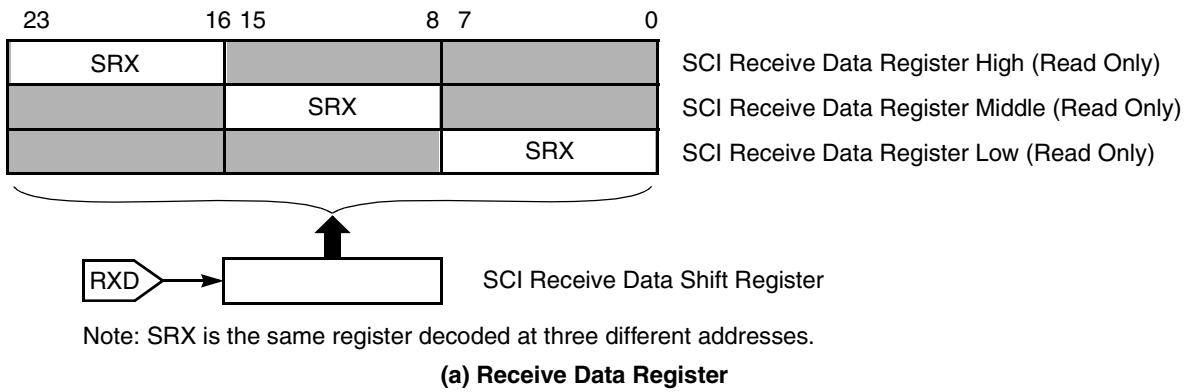 23 16 15 8 7 0
SRX SCI Receive Data Register High (Read Only)
SRX SCI Receive Data Register Middle (Read Only)
SRX SCI Receive Data Register Low (Read Only)
RXD SCI Receive Data Shift Register
Note: SRX is the same register decoded at three different addresses.
(a) Receive Data Register